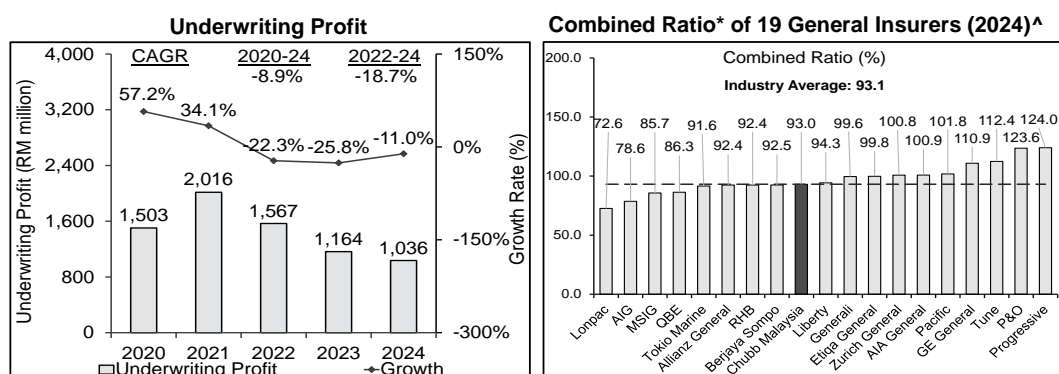 Underwriting Profit
4,000
3,200
2,400
1,600
800
0
Underwriting Profit (RM million)
CAGR 2020-24 2022-24
-8.9% -18.7%
57.2% 34.1% -22.3% -25.8% -11.0%
1,503 2,016 1,567 1,164 1,036
150%
0%
-150%
-300%
Growth Rate (%)
2020 2021 2022 2023 2024
Underwriting Profit Growth
Combined Ratio* of 19 General Insurers (2024)^
Combined Ratio (%)
Industry Average: 93.1
200.0
150.0
100.0
50.0
0.0
72.6 85.7 91.6 92.4 93.0 99.6 100.8 101.8 112.4 124.0
78.6 86.3 92.4 92.5 94.3 99.8 100.9 110.9 123.6
Lonpac
AIG
MSIG
QBE
Tokio Marine
Allianz General
RHB
Berjaya Sompo
Chubb Malaysia
Liberty
Generali
Etiqa General
Zurich General
AIA General
Pacific
GE General
Tune
P&O
Progressive